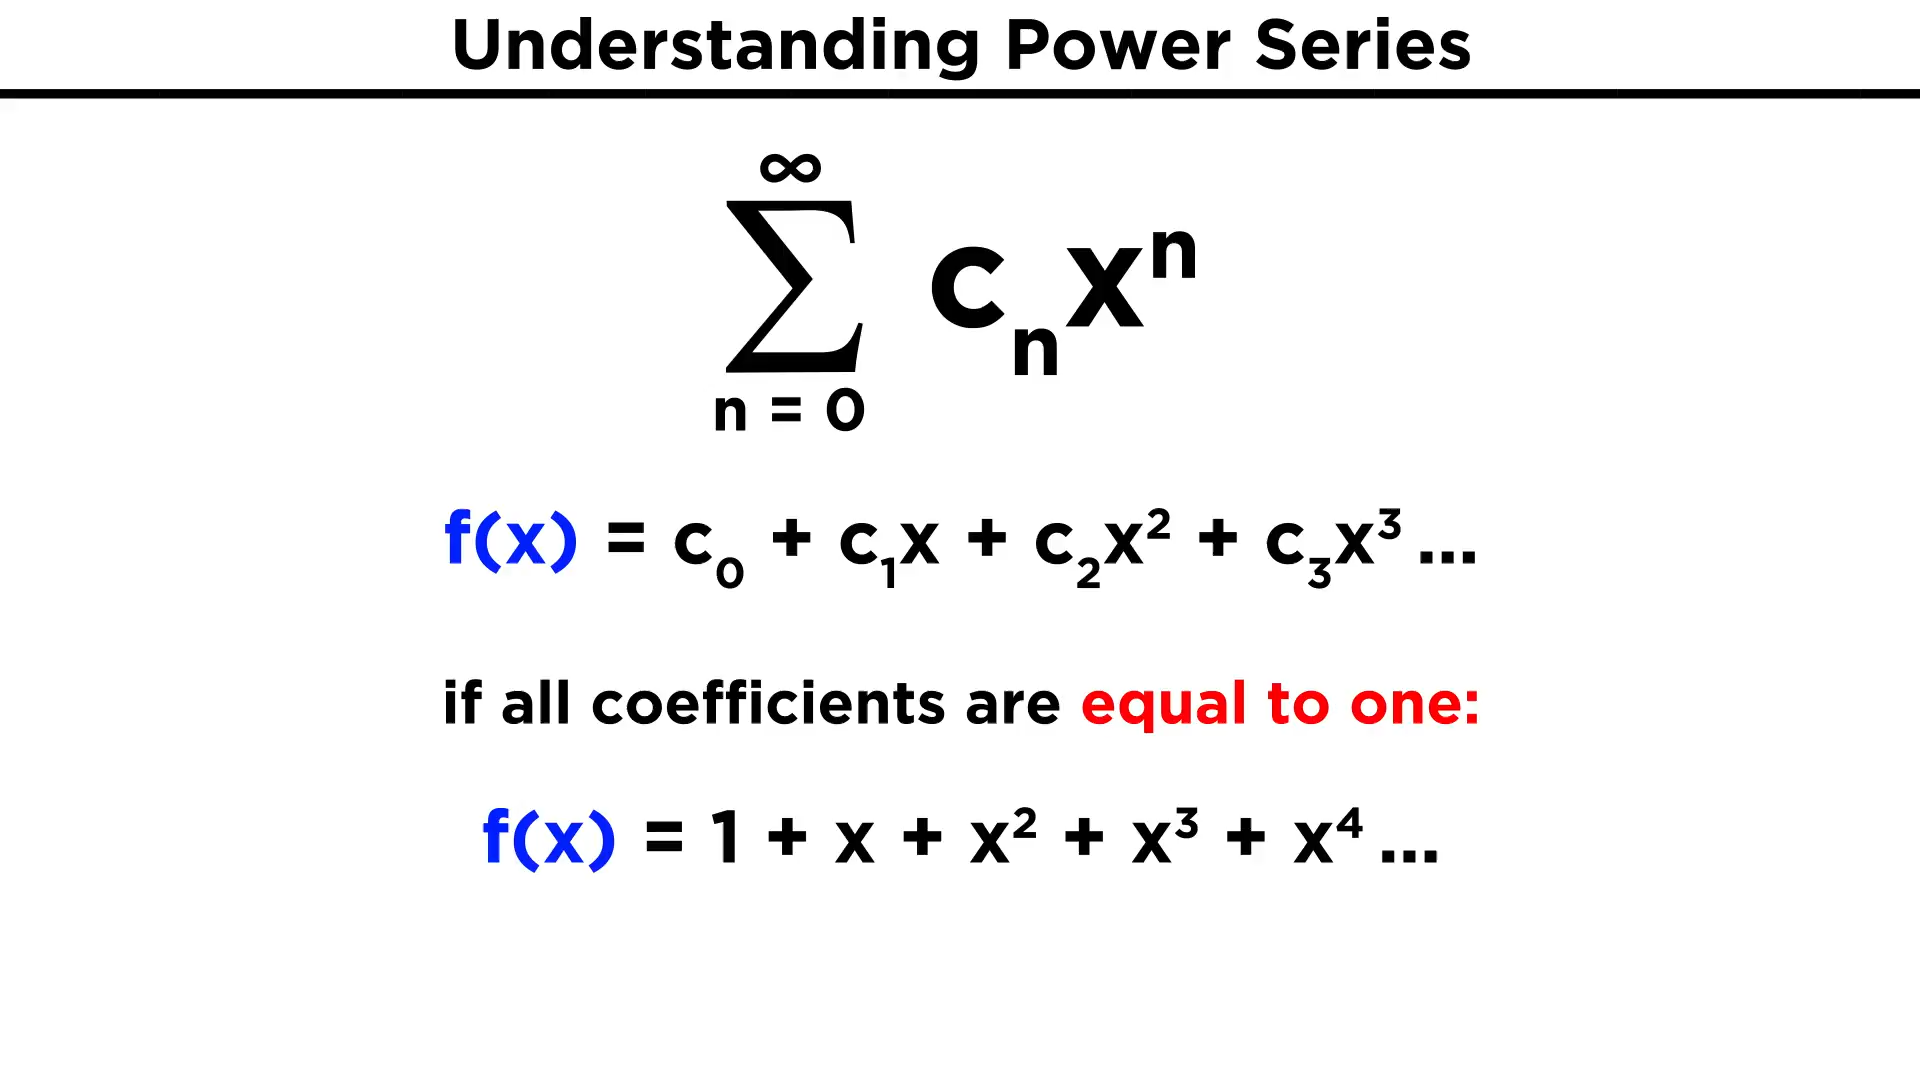 Understanding Power Series
∞
∑ cₙxⁿ
n = 0
f(x) = c₀ + c₁x + c₂x² + c₃x³ ...
if all coefficients are equal to one:
f(x) = 1 + x + x² + x³ + x⁴ ...